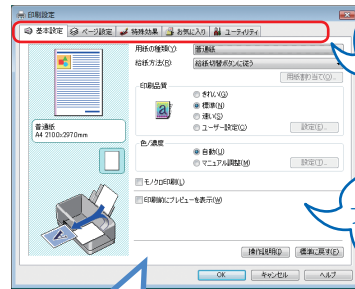 印刷設定
基本設定 ページ設定 特殊効果 お気に入り ユーティリティ
用紙の種類(Y): 普通紙
給紙方法(R): 給紙切替ボタンに従う
用紙割り当て(O)...
印刷品質
きれい(G)
標準(N)
速い(S)
ユーザー設定(C) 設定(E)...
普通紙
A4 210.0x297.0mm
色/濃度
自動(U)
マニュアル調整(M) 設定(T)...
モノクロ印刷(L)
印刷前にプレビューを表示(W)
操作説明(I) 標準に戻す(F)
OK キャンセル ヘルプ